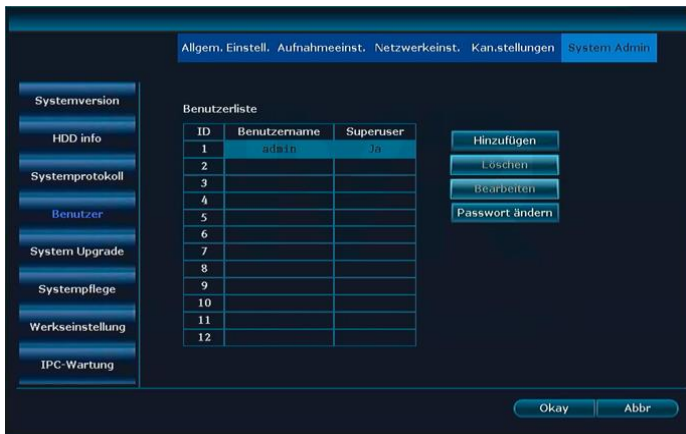 Allgem. Einstell. Aufnahmeeinst. Netzwerkeinst. Kan.stellungen System Admin
Systemversion
HDD info
Systemprotokoll
Benutzer
System Upgrade
Systempflege
Werkseinstellung
IPC-Wartung
Benutzerliste
ID Benutzername Superuser
1 admin Ja
2
3
4
5
6
7
8
9
10
11
12
Hinzufügen
Löschen
Bearbeiten
Passwort ändern
Okay Abbr